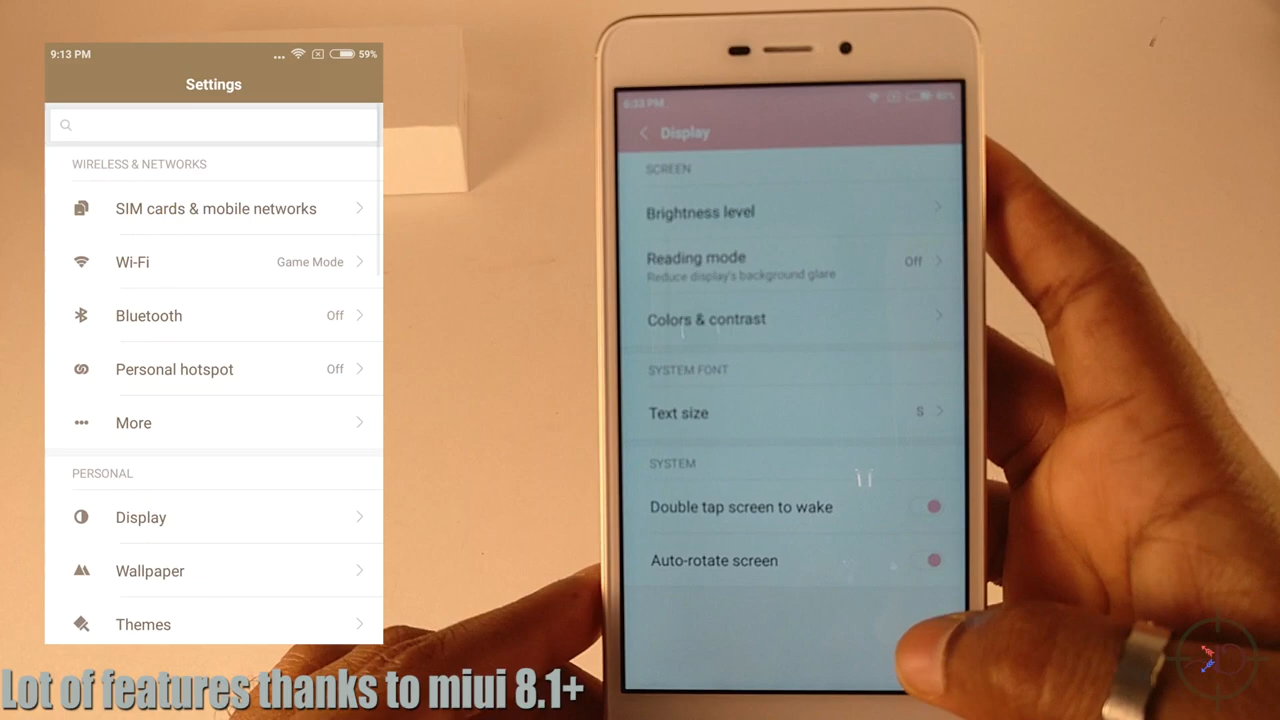 9:13 PM
59%
Settings
WIRELESS & NETWORKS
SIM cards & mobile networks
Wi-Fi Game Mode
Bluetooth Off
Personal hotspot Off
More
PERSONAL
Display
Wallpaper
Themes
Lot of features thanks to miui 8.1+
6:53 PM
Display
SCREEN
Brightness level
Reading mode Off
Reduce display's background glare
Colors & contrast
SYSTEM FONT
Text size S
SYSTEM
Double tap screen to wake
Auto-rotate screen